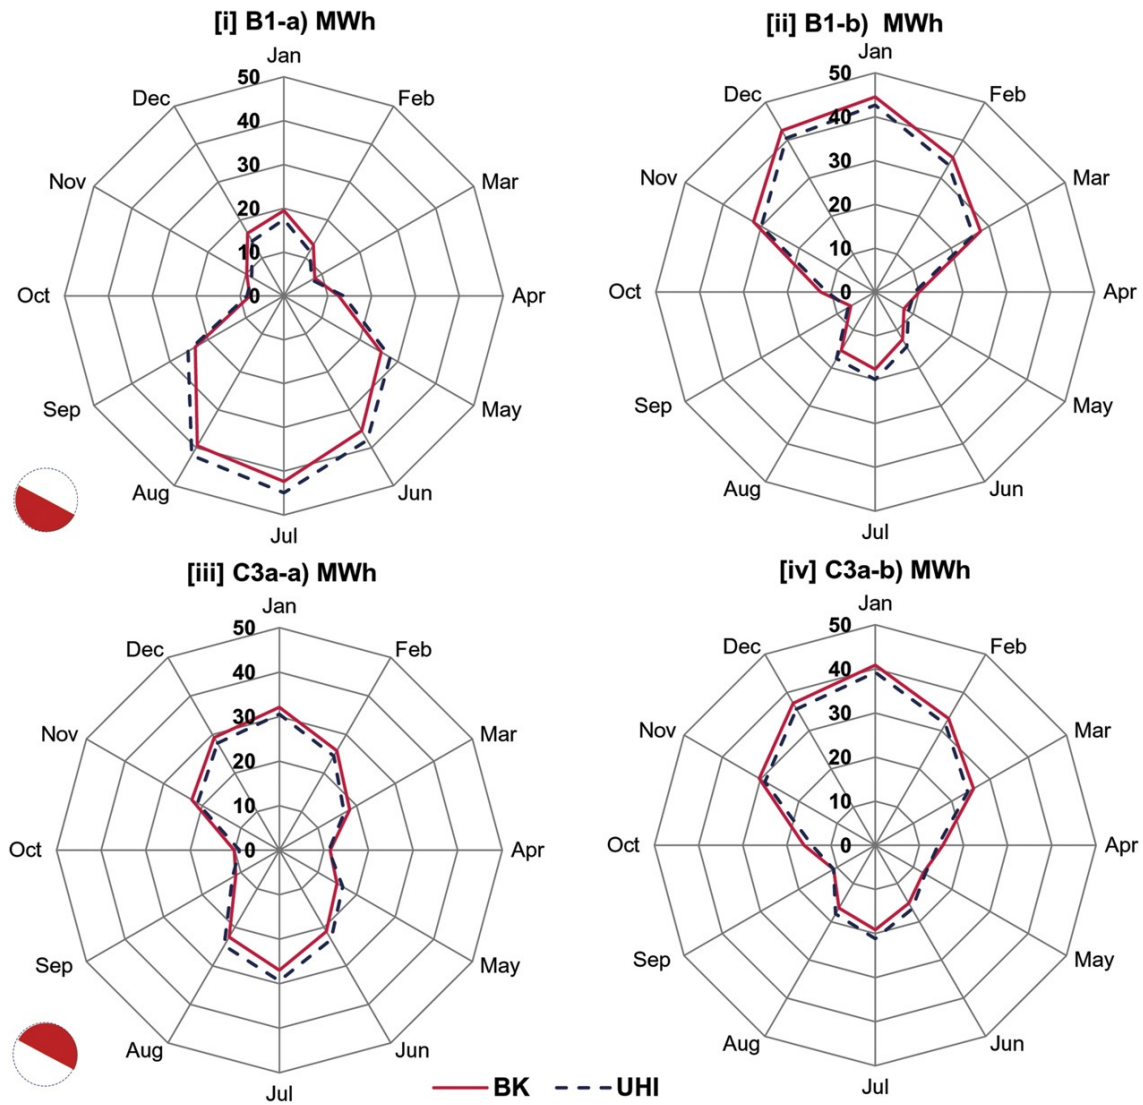 [i] B1-a) MWh
Jan
Feb
Mar
Apr
May
Jun
Jul
Aug
Sep
Oct
Nov
Dec
50
40
30
20
10
0
[ii] B1-b) MWh
Jan
Feb
Mar
Apr
May
Jun
Jul
Aug
Sep
Oct
Nov
Dec
50
40
30
20
10
0
[iii] C3a-a) MWh
Jan
Feb
Mar
Apr
May
Jun
Jul
Aug
Sep
Oct
Nov
Dec
50
40
30
20
10
0
[iv] C3a-b) MWh
Jan
Feb
Mar
Apr
May
Jun
Jul
Aug
Sep
Oct
Nov
Dec
50
40
30
20
10
0
BK UHI